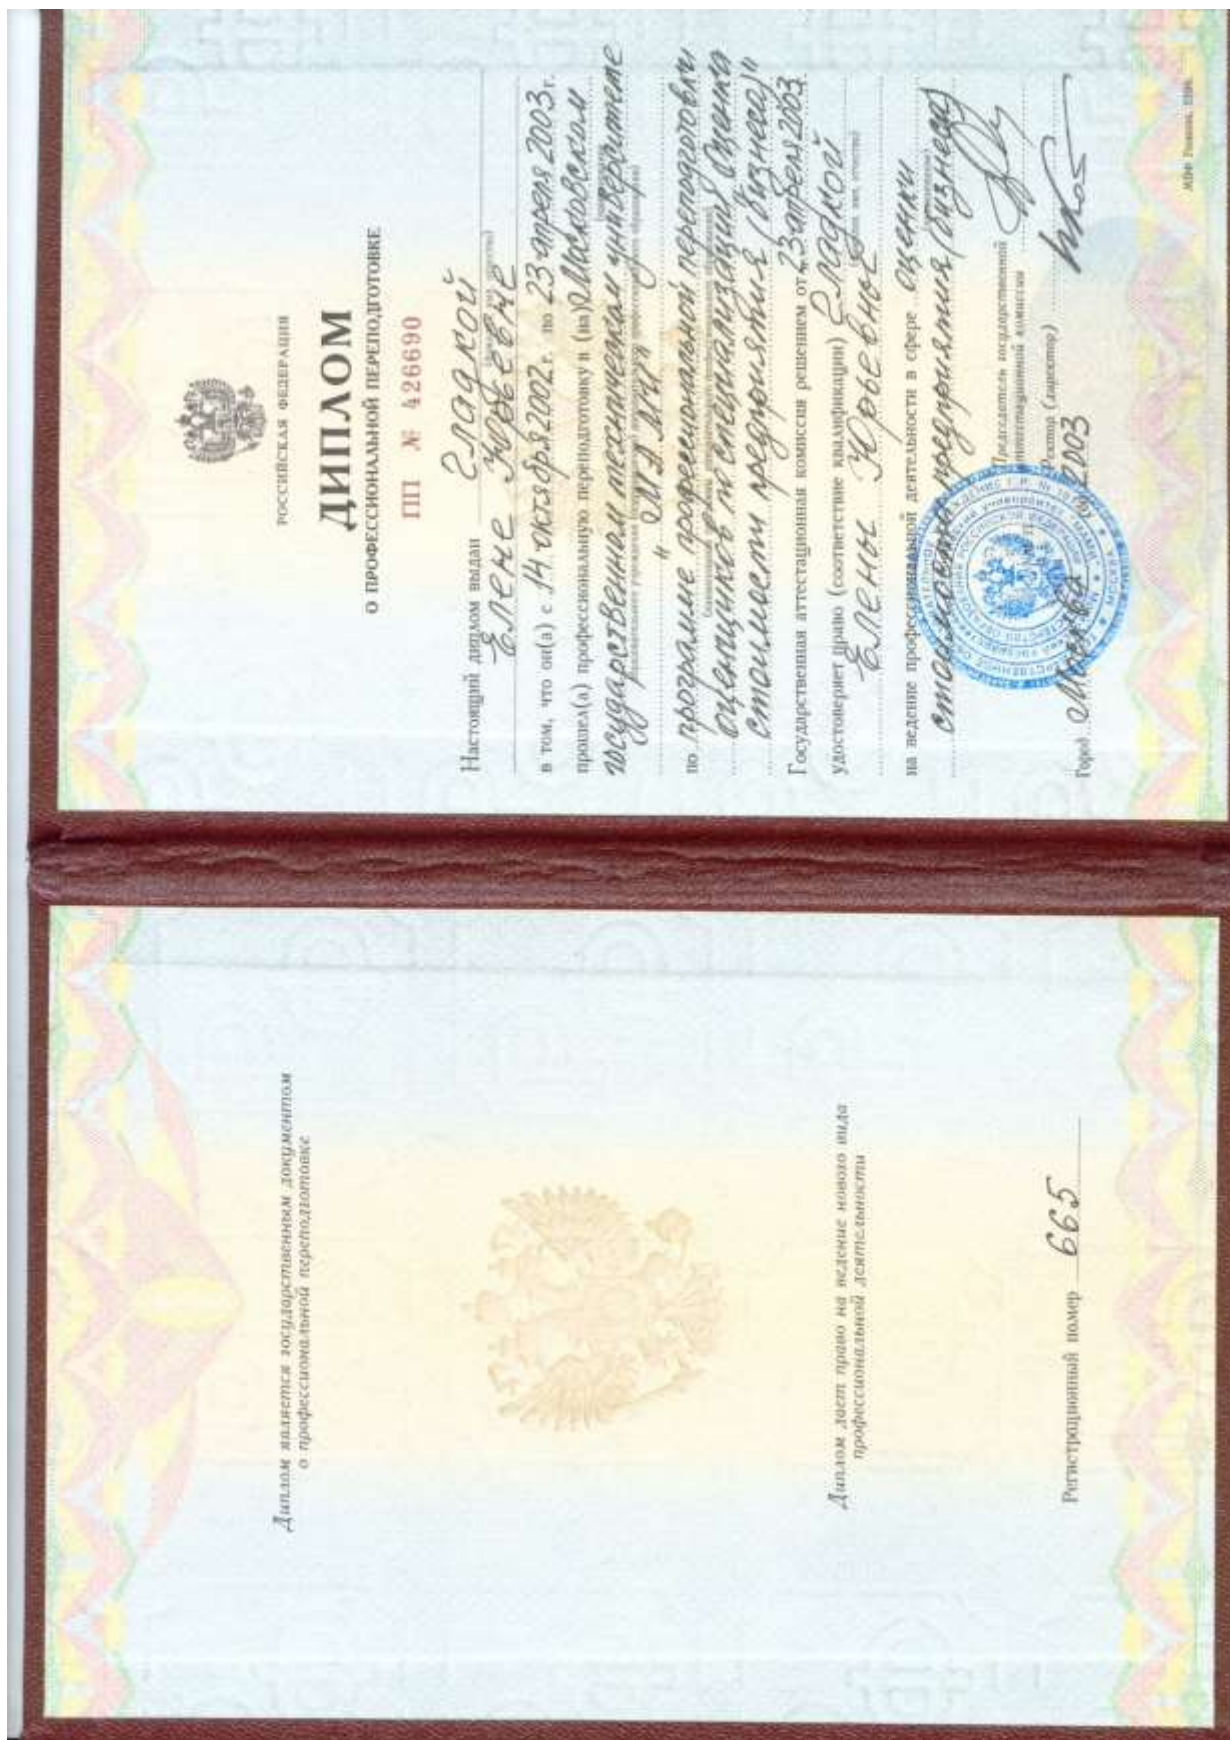 Диплом является государственным документом
о профессиональной переподготовке
Диплом дает право на ведение нового вида
профессиональной деятельности
Регистрационный номер 665
РОССИЙСКАЯ ФЕДЕРАЦИЯ
ДИПЛОМ
О ПРОФЕССИОНАЛЬНОЙ ПЕРЕПОДГОТОВКЕ
ПП № 426690
Настоящий диплом выдан Гладкой
Елене Юрьевне
в том, что он(а) с 14 октября 2002 г. по 23 апреля 2003 г.
прошел(а) профессиональную переподготовку в (на) Московском
государственном техническом университете
"МАМИ"
по программе профессиональной переподготовки
оценщиков по специализации "Оценка
стоимости предприятия (бизнеса)"
Государственная аттестационная комиссия решением от 23 апреля 2003
удостоверяет право (соответствие квалификации) Гладкой
Елены Юрьевны
на ведение профессиональной деятельности в сфере оценки
стоимости предприятия (бизнеса)
Председатель государственной
аттестационной комиссии
Ректор (директор)
Город Москва 2003